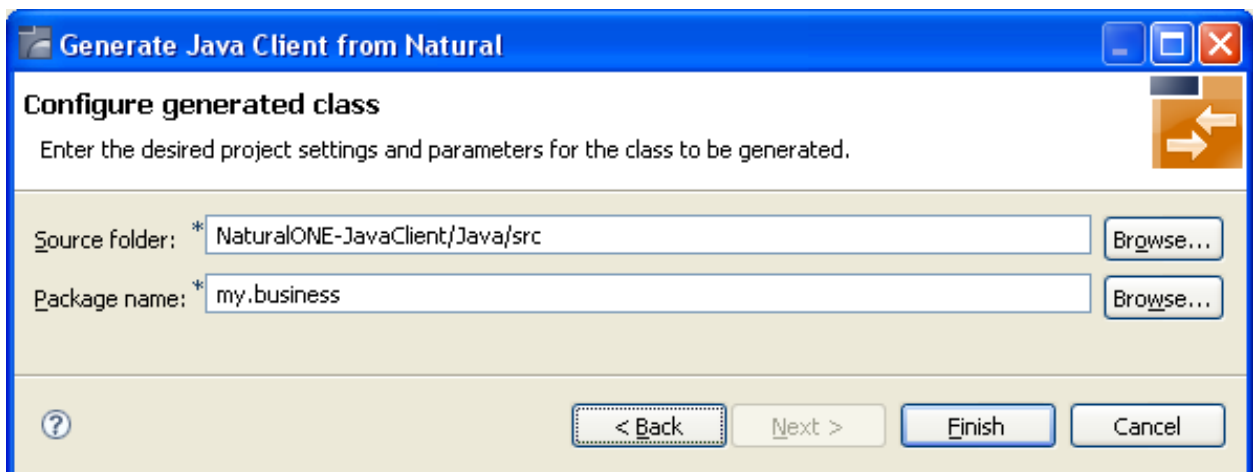 Generate Java Client from Natural
Configure generated class
Enter the desired project settings and parameters for the class to be generated.
Source folder: * NaturalONE-JavaClient/Java/src Browse...
Package name: * my.business Browse...
? < Back Next > Finish Cancel